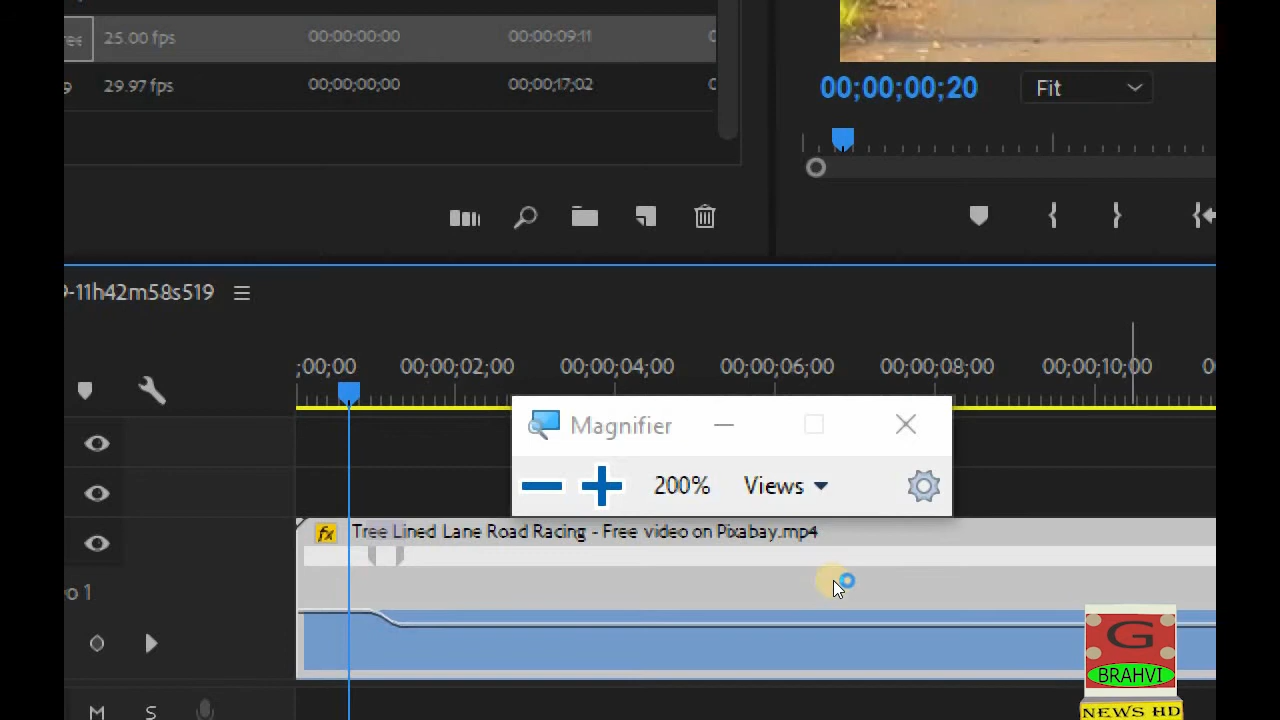 25.00 fps 00:00:00:00 00:00:09:11
29.97 fps 00;00;00;00 00;00;17;02
00;00;00;20 Fit
-11h42m58s519
;00;00 00;00;02;00 00;00;04;00 00;00;06;00 00;00;08;00 00;00;10;00
Magnifier
200% Views
fx Tree Lined Lane Road Racing - Free video on Pixabay.mp4
o 1
M S
G
BRAHVI
NEWS HD